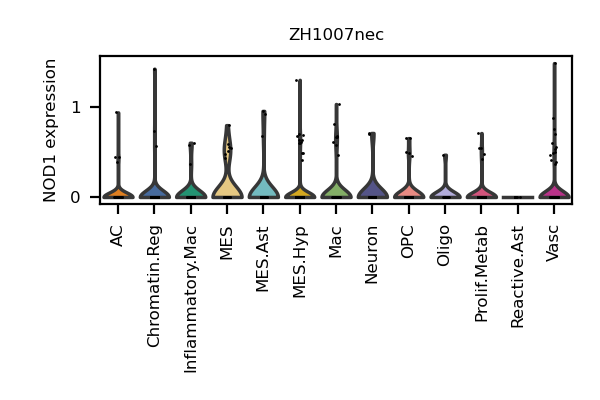 ZH1007nec
NOD1 expression
1
0
AC
Chromatin.Reg
Inflammatory.Mac
MES
MES.Ast
MES.Hyp
Mac
Neuron
OPC
Oligo
Prolif.Metab
Reactive.Ast
Vasc